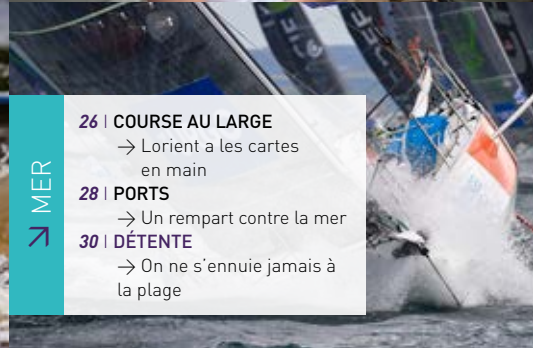 MER
26 | COURSE AU LARGE
→ Lorient a les cartes
en main
28 | PORTS
→ Un rempart contre la mer
30 | DÉTENTE
→ On ne s'ennuie jamais à
la plage